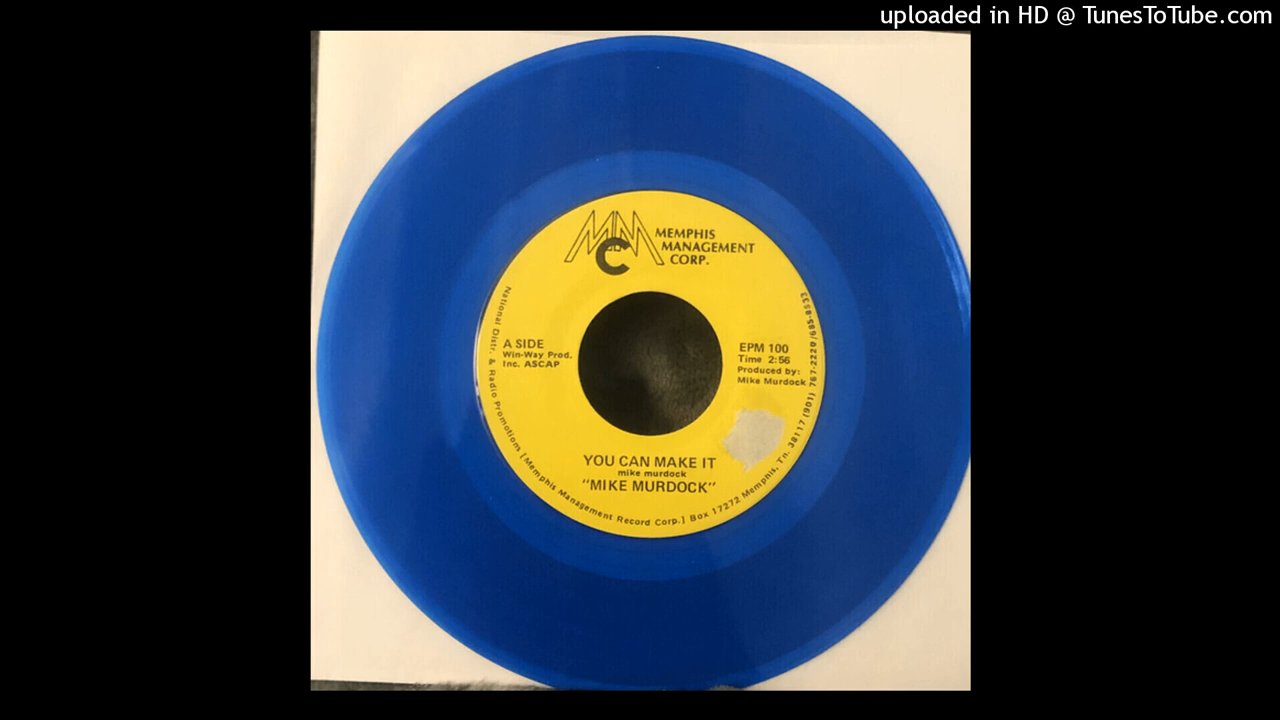 uploaded in HD @ TunesToTube.com
MCM
MEMPHIS
MANAGEMENT
CORP.
A SIDE
Win-Way Prod.
Inc. ASCAP
EPM 100
Time 2:56
Produced by:
Mike Murdock
YOU CAN MAKE IT
mike murdock
"MIKE MURDOCK"
National Distr. & Radio Promotions [Memphis Management Record Corp.] Box 17272 Memphis, Tn. 38117 (901) 767-2220/685-8533